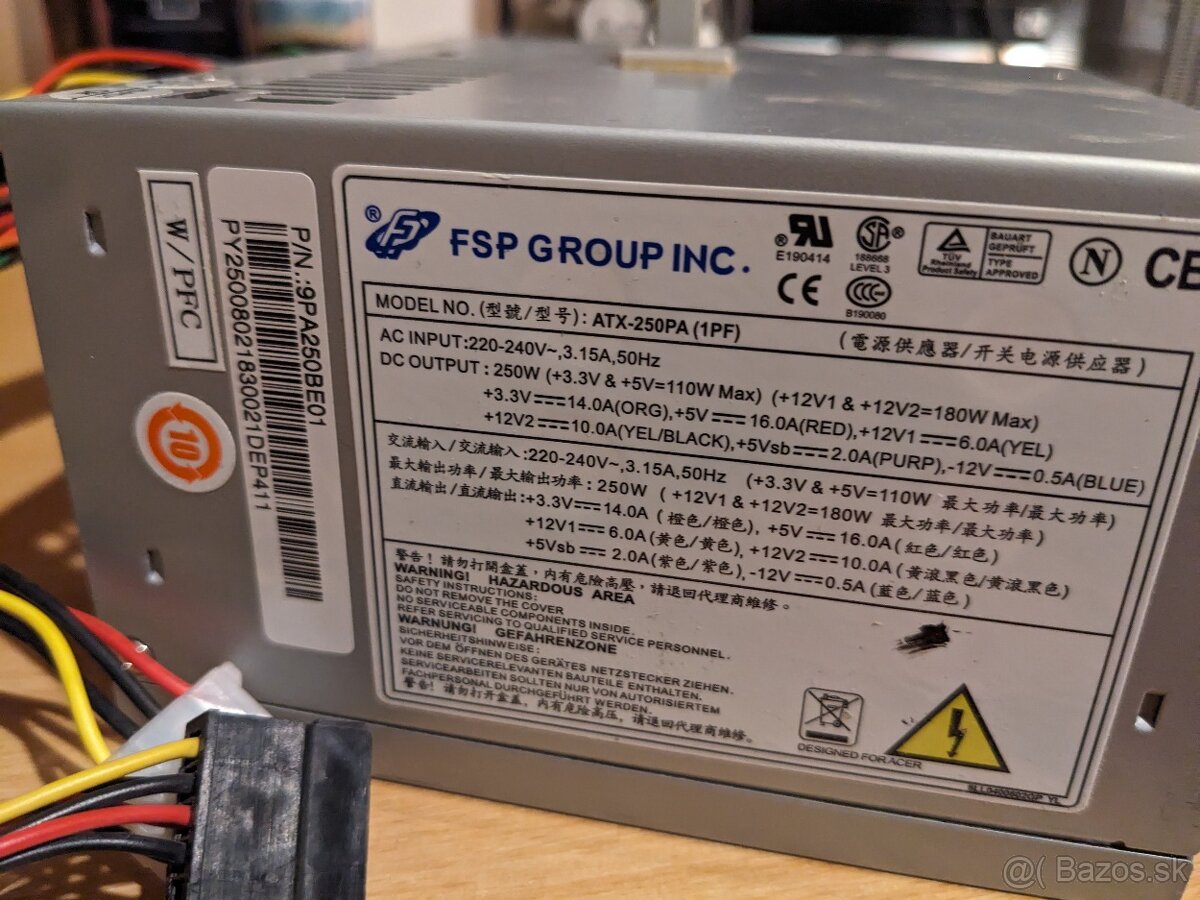 W/PFC
10
P/N.:9PA250BE01
PY25008021830021DEP411
® FSP GROUP INC.
® RU
E190414
SA®
188688
LEVEL 3
TÜV
Rheinland
Product Safety
BAUART
GEPRÜFT
TYPE
APPROVED
N
CE
CE
CCC
B190080
MODEL NO.(型號/型号): ATX-250PA (1PF)
(電源供應器/开关电源供应器)
AC INPUT:220-240V~,3.15A,50Hz
DC OUTPUT : 250W (+3.3V & +5V=110W Max) (+12V1 & +12V2=180W Max)
+3.3V⎓14.0A(ORG),+5V⎓16.0A(RED),+12V1⎓6.0A(YEL)
+12V2⎓10.0A(YEL/BLACK),+5Vsb⎓2.0A(PURP),-12V⎓0.5A(BLUE)
交流輸入/交流输入:220-240V~,3.15A,50Hz (+3.3V & +5V=110W 最大功率/最大功率)
最大輸出功率/最大输出功率: 250W ( +12V1 & +12V2=180W 最大功率/最大功率)
直流輸出/直流输出:+3.3V⎓14.0A (橙色/橙色), +5V⎓16.0A (紅色/红色)
+12V1⎓6.0A(黃色/黄色), +12V2⎓10.0A (黃滾黑色/黄滚黑色)
+5Vsb⎓2.0A(紫色/紫色), -12V⎓0.5A (藍色/蓝色)
警告! 請勿打開盒蓋, 內有危險高壓, 請退回代理商維修。
WARNING! HAZARDOUS AREA
SAFETY INSTRUCTIONS:
DO NOT REMOVE THE COVER
NO SERVICEABLE COMPONENTS INSIDE.
REFER SERVICING TO QUALIFIED SERVICE PERSONNEL.
WARNUNG! GEFAHRENZONE
SICHERHEITSHINWEISE:
VOR DEM ÖFFNEN DES GERÄTES NETZSTECKER ZIEHEN.
KEINE SERVICERELEVANTEN BAUTEILE ENTHALTEN.
SERVICEARBEITEN SOLLTEN NUR VON AUTORISIERTEM
FACHPERSONAL DURCHGEFÜHRT WERDEN.
警告! 请勿打开盒盖, 内有危险高压, 请退回代理商维修。
DESIGNED FOR ACER
@( Bazos.sk